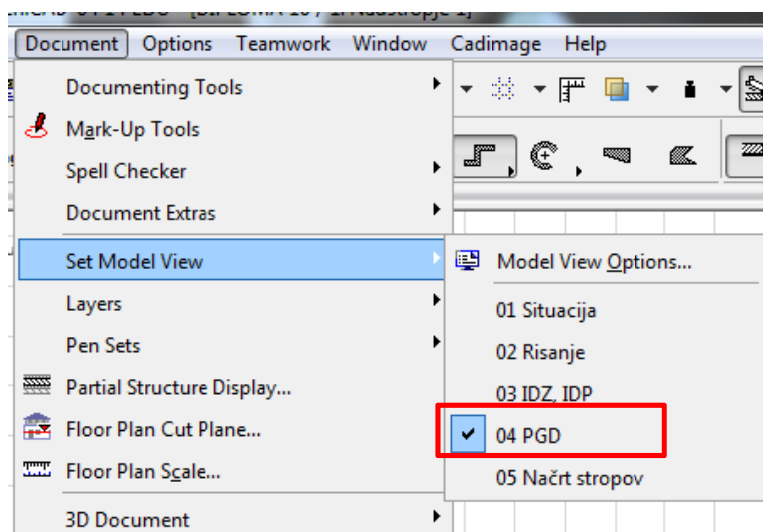 Document Options Teamwork Window Cadimage Help
Documenting Tools
Mark-Up Tools
Spell Checker
Document Extras
Set Model View
Layers
Pen Sets
Partial Structure Display...
Floor Plan Cut Plane...
Floor Plan Scale...
3D Document
Model View Options...
01 Situacija
02 Risanje
03 IDZ, IDP
04 PGD
05 Načrt stropov